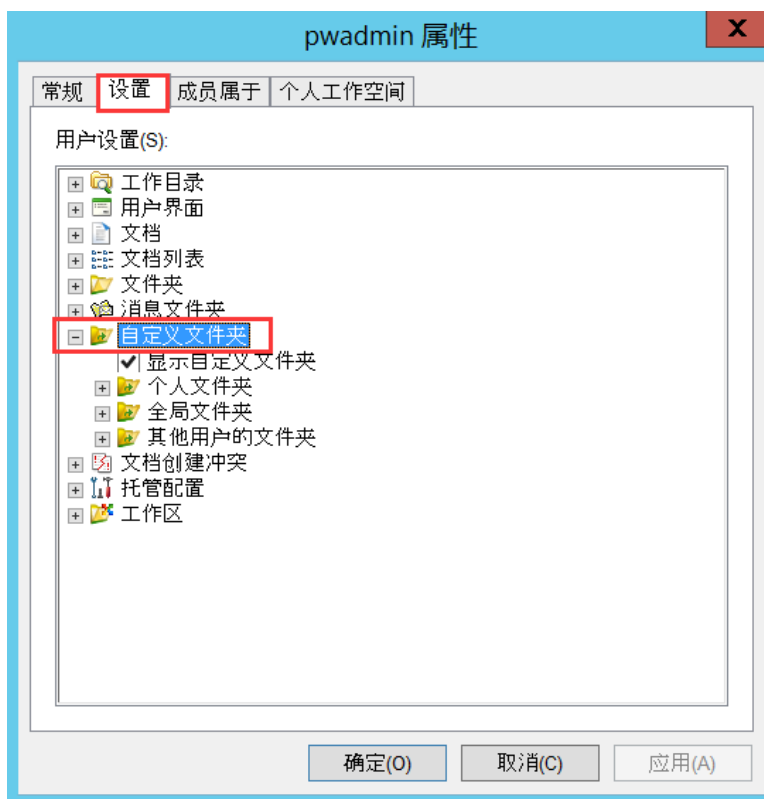 pwadmin 属性
X
常规 设置 成员属于 个人工作空间
用户设置(S):
工作目录
用户界面
文档
文档列表
文件夹
消息文件夹
自定义文件夹
显示自定义文件夹
个人文件夹
全局文件夹
其他用户的文件夹
文档创建冲突
托管配置
工作区
确定(O) 取消(C) 应用(A)